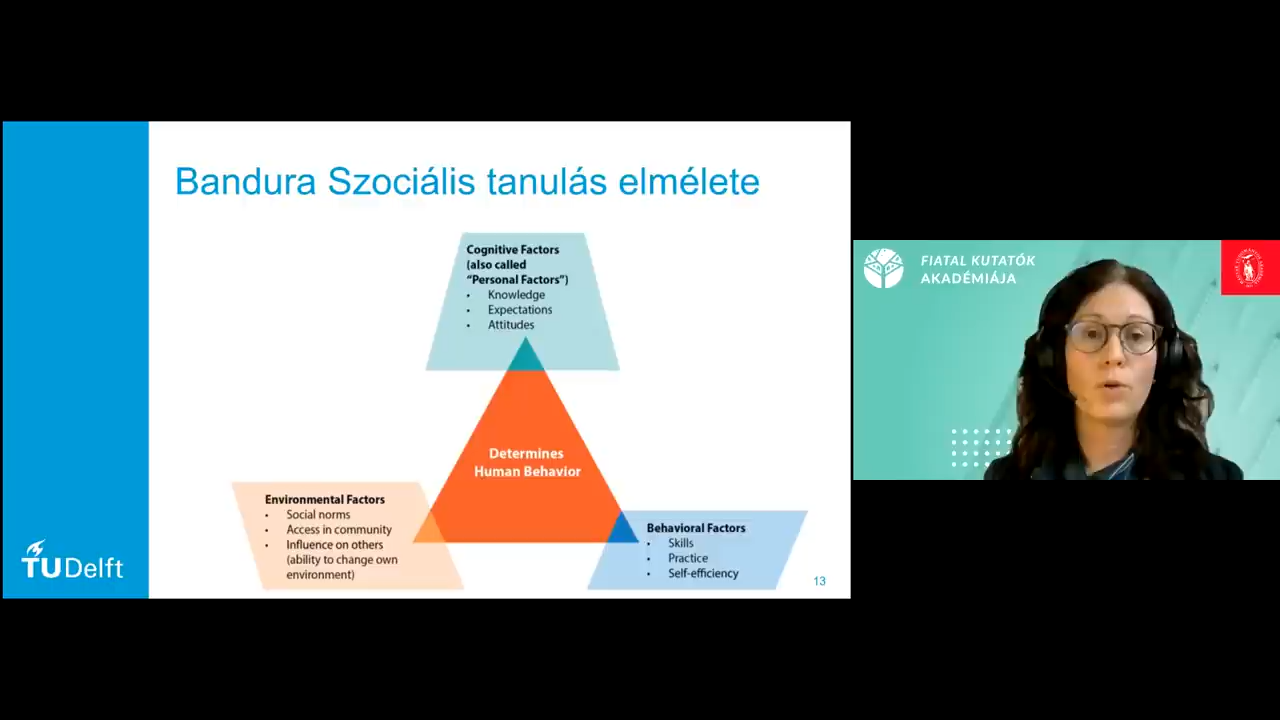 Bandura Szociális tanulás elmélete
Cognitive Factors
(also called
“Personal Factors”)
• Knowledge
• Expectations
• Attitudes
Determines
Human Behavior
Environmental Factors
• Social norms
• Access in community
• Influence on others
(ability to change own
environment)
Behavioral Factors
• Skills
• Practice
• Self-efficiency
13
TUDelft
FIATAL KUTATÓK
AKADÉMIÁJA